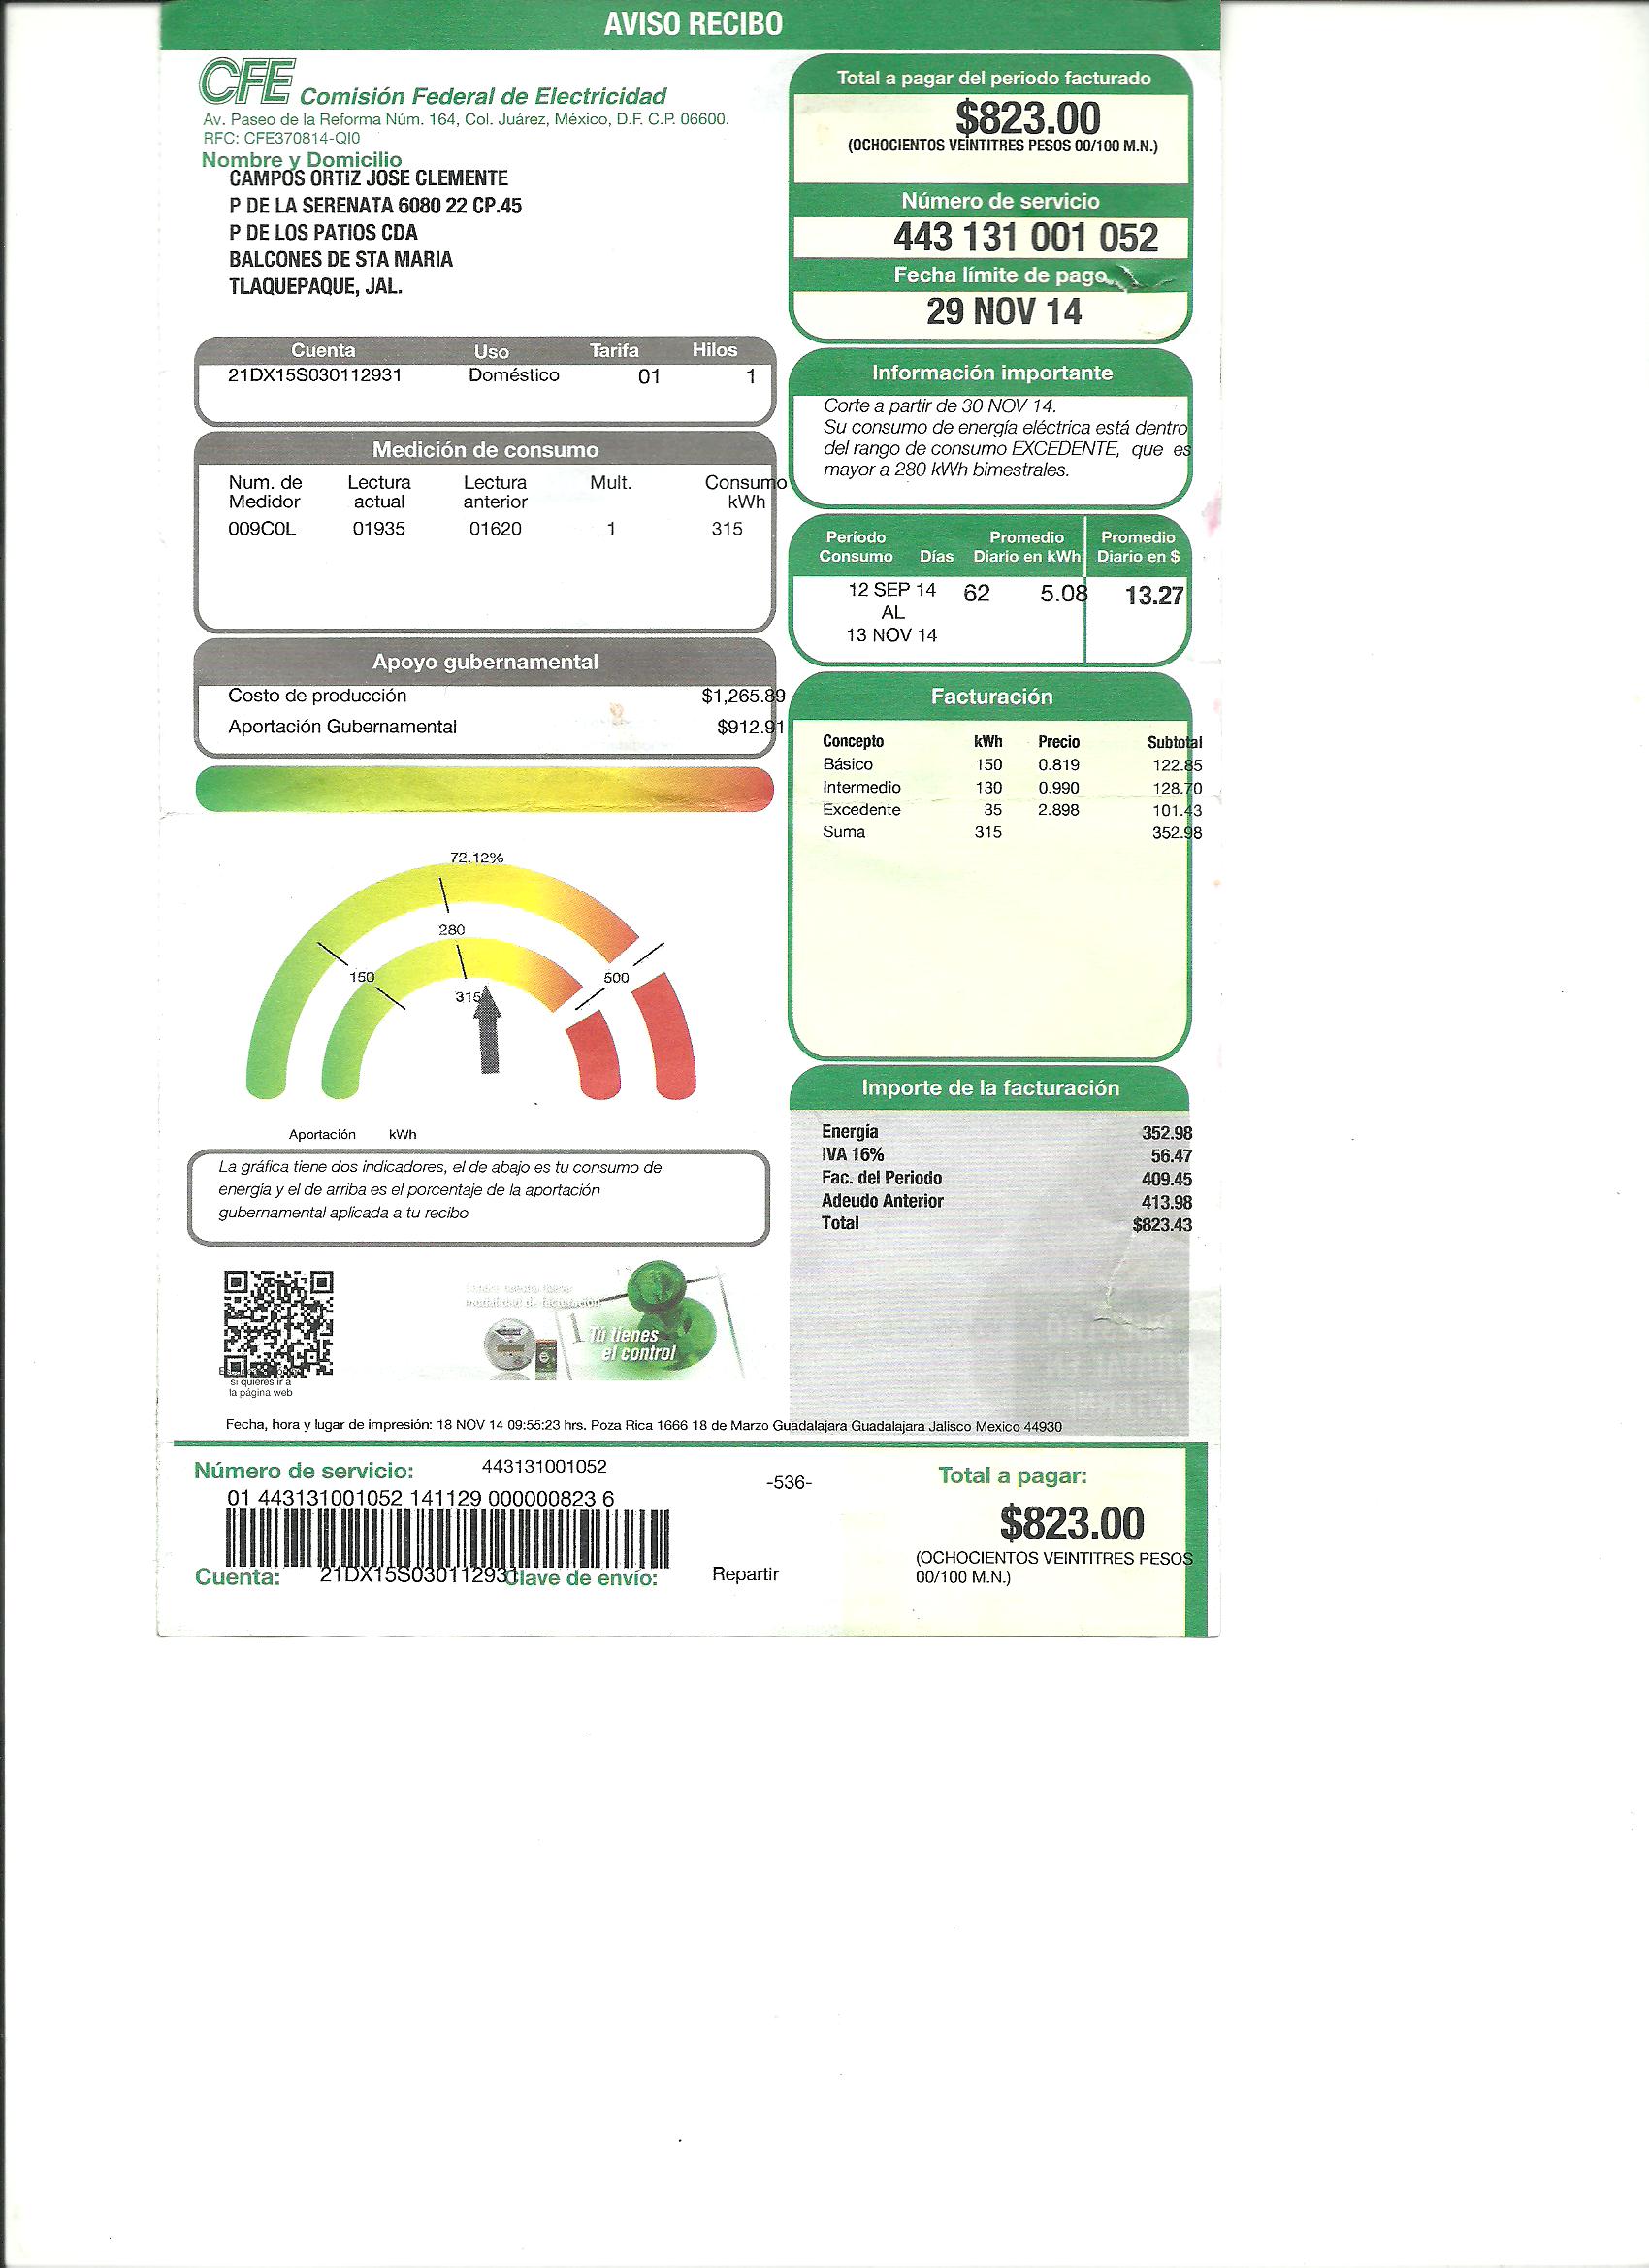 AVISO RECIBO
CFE Comisión Federal de Electricidad
Av. Paseo de la Reforma Núm. 164, Col. Juárez, México, D.F. C.P. 06600.
RFC: CFE370814-QI0
Nombre y Domicilio
CAMPOS ORTIZ JOSE CLEMENTE
P DE LA SERENATA 6080 22 CP.45
P DE LOS PATIOS CDA
BALCONES DE STA MARIA
TLAQUEPAQUE, JAL.
Total a pagar del periodo facturado
$823.00
(OCHOCIENTOS VEINTITRES PESOS 00/100 M.N.)
Número de servicio
443 131 001 052
Fecha límite de pago
29 NOV 14
Cuenta Uso Tarifa Hilos
21DX15S030112931 Doméstico 01 1
Medición de consumo
Num. de Lectura Lectura Mult. Consumo
Medidor actual anterior kWh
009C0L 01935 01620 1 315
Información importante
Corte a partir de 30 NOV 14.
Su consumo de energía eléctrica está dentro
del rango de consumo EXCEDENTE, que es
mayor a 280 kWh bimestrales.
Período Promedio Promedio
Consumo Días Diario en kWh Diario en $
12 SEP 14 62 5.08 13.27
AL
13 NOV 14
Apoyo gubernamental
Costo de producción $1,265.89
Aportación Gubernamental $912.91
Facturación
Concepto kWh Precio Subtotal
Básico 150 0.819 122.85
Intermedio 130 0.990 128.70
Excedente 35 2.898 101.43
Suma 315 352.98
72.12%
280
150
500
315
Aportación kWh
La gráfica tiene dos indicadores, el de abajo es tu consumo de
energía y el de arriba es el porcentaje de la aportación
gubernamental aplicada a tu recibo
Importe de la facturación
Energía 352.98
IVA 16% 56.47
Fac. del Periodo 409.45
Adeudo Anterior 413.98
Total $823.43
si quieres ir a
la página web
Tú tienes
el control
Fecha, hora y lugar de impresión: 18 NOV 14 09:55:23 hrs. Poza Rica 1666 18 de Marzo Guadalajara Guadalajara Jalisco Mexico 44930
Número de servicio: 443131001052
-536-
01 443131001052 141129 000000823 6
Cuenta: 21DX15S030112931 Clave de envío: Repartir
Total a pagar:
$823.00
(OCHOCIENTOS VEINTITRES PESOS
00/100 M.N.)